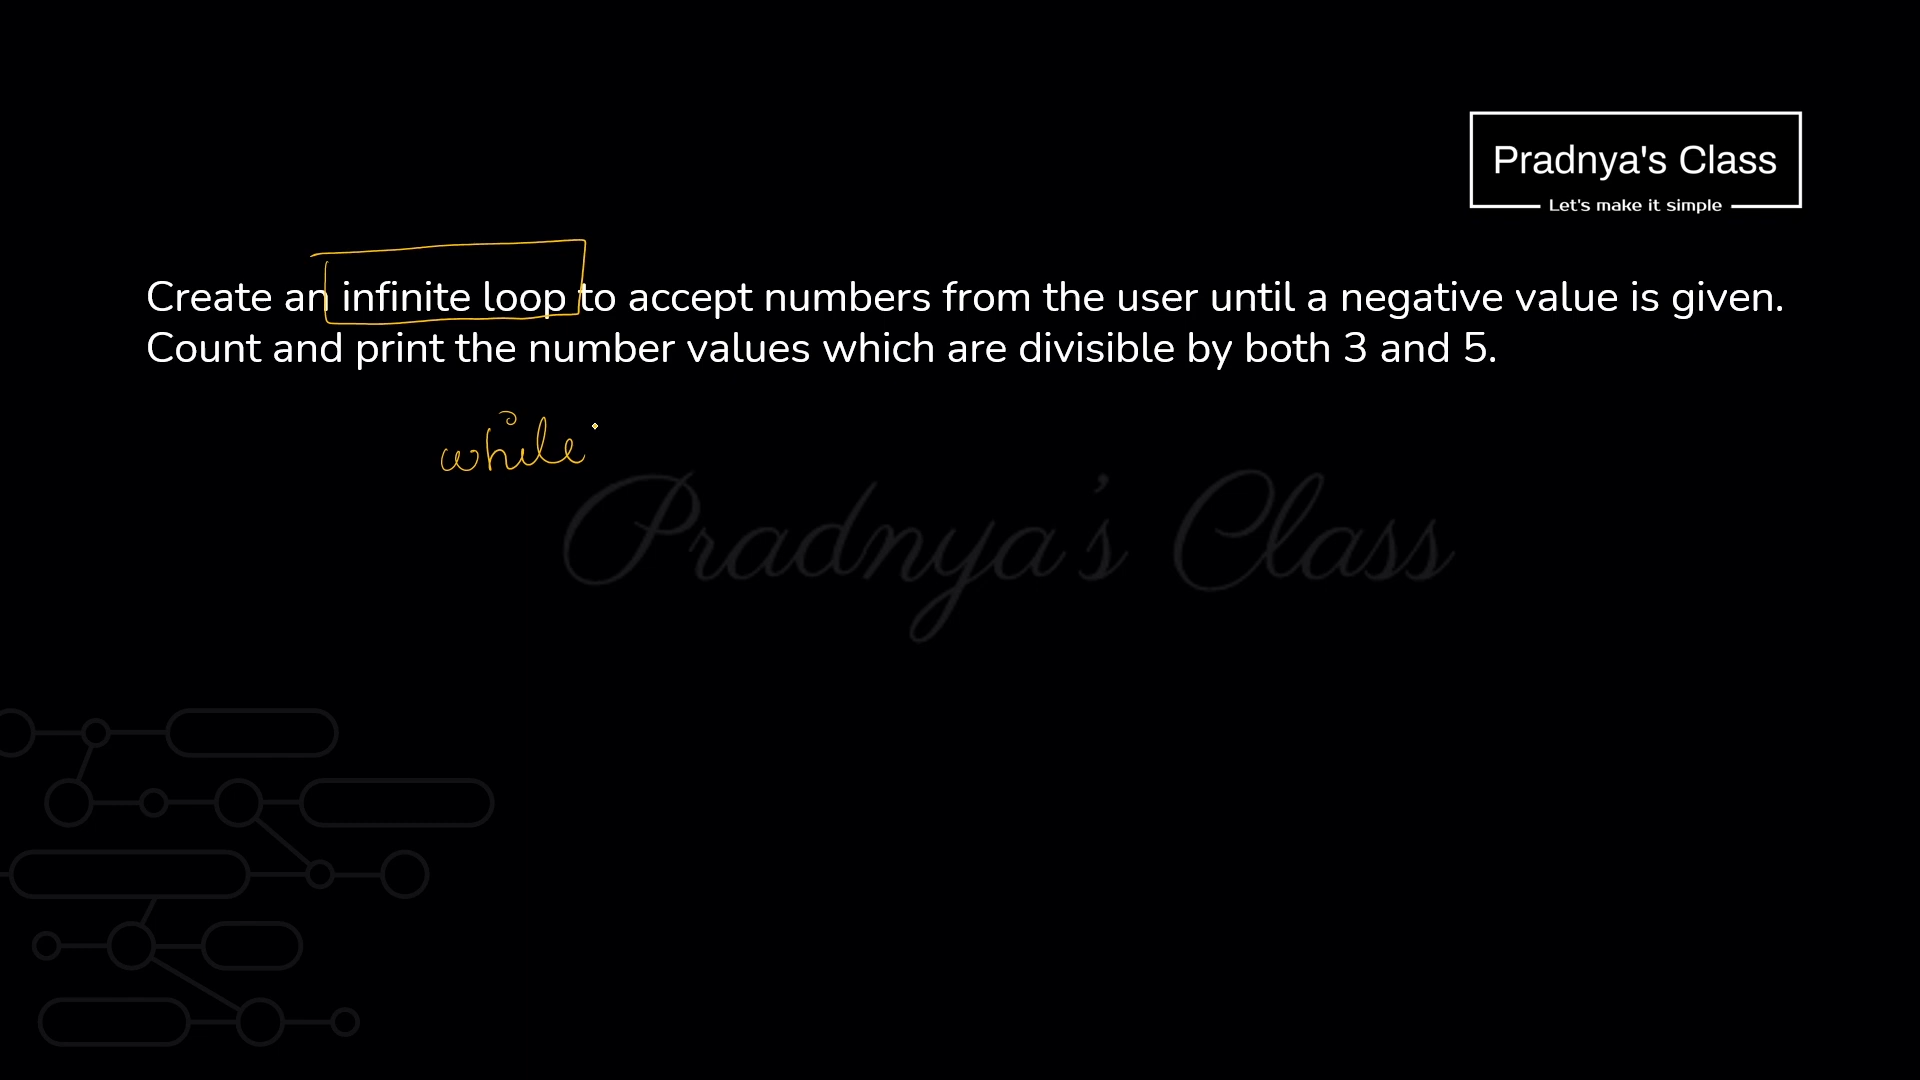 Pradnya's Class
Let's make it simple
Create an infinite loop to accept numbers from the user until a negative value is given.
Count and print the number values which are divisible by both 3 and 5.
while
Pradnya's Class